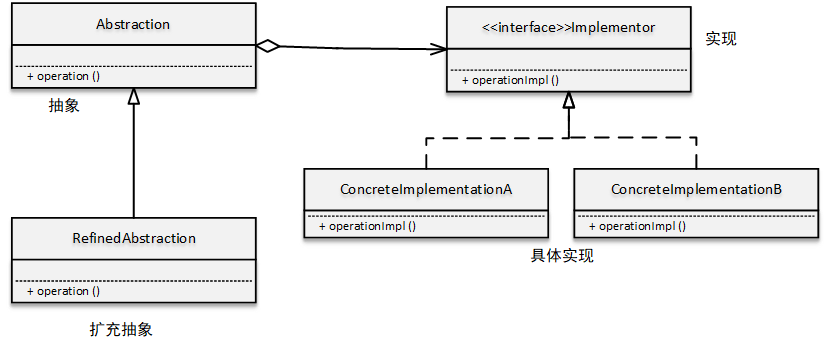 Abstraction
+ operation ()
抽象
<<interface>>Implementor
+ operationImpl ()
实现
ConcreteImplementationA
+ operationImpl ()
ConcreteImplementationB
+ operationImpl ()
具体实现
RefinedAbstraction
+ operation ()
扩充抽象